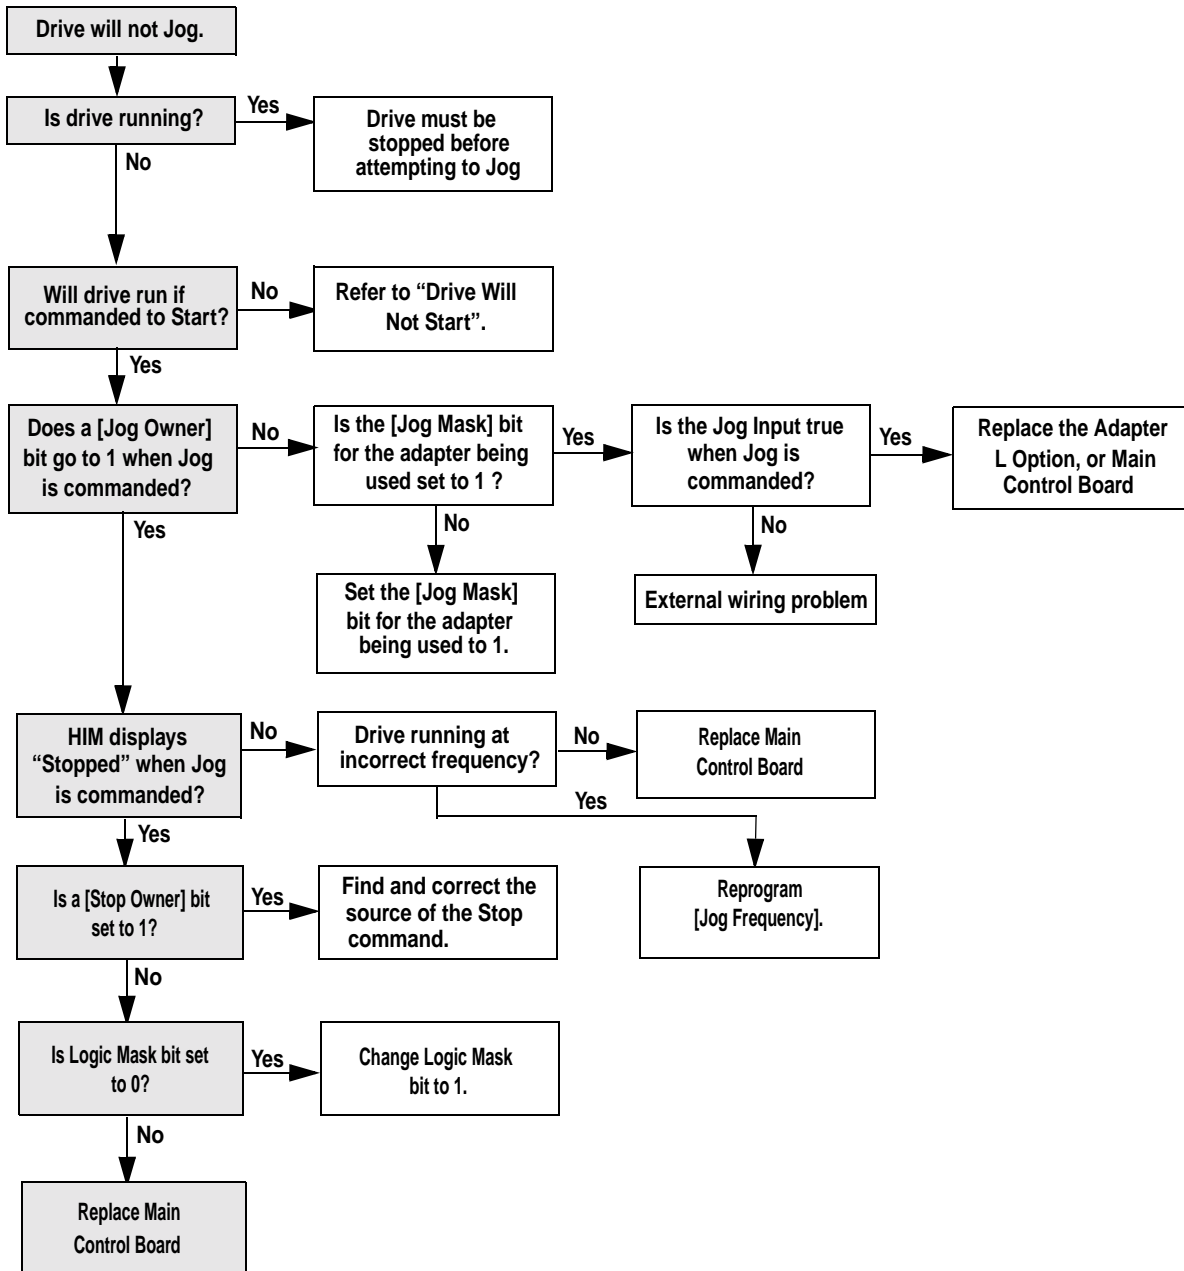 Drive will not Jog.
Is drive running?
Yes
Drive must be
stopped before
attempting to Jog
No
Will drive run if
commanded to Start?
No
Refer to “Drive Will
Not Start”.
Yes
Does a [Jog Owner]
bit go to 1 when Jog
is commanded?
No
Is the [Jog Mask] bit
for the adapter being
used set to 1 ?
Yes
Is the Jog Input true
when Jog is
commanded?
Yes
Replace the Adapter
L Option, or Main
Control Board
Yes
No
Set the [Jog Mask]
bit for the adapter
being used to 1.
No
External wiring problem
HIM displays
“Stopped” when Jog
is commanded?
No
Drive running at
incorrect frequency?
No
Replace Main
Control Board
Yes
Reprogram
[Jog Frequency].
Yes
Is a [Stop Owner] bit
set to 1?
Yes
Find and correct the
source of the Stop
command.
No
Is Logic Mask bit set
to 0?
Yes
Change Logic Mask
bit to 1.
No
Replace Main
Control Board